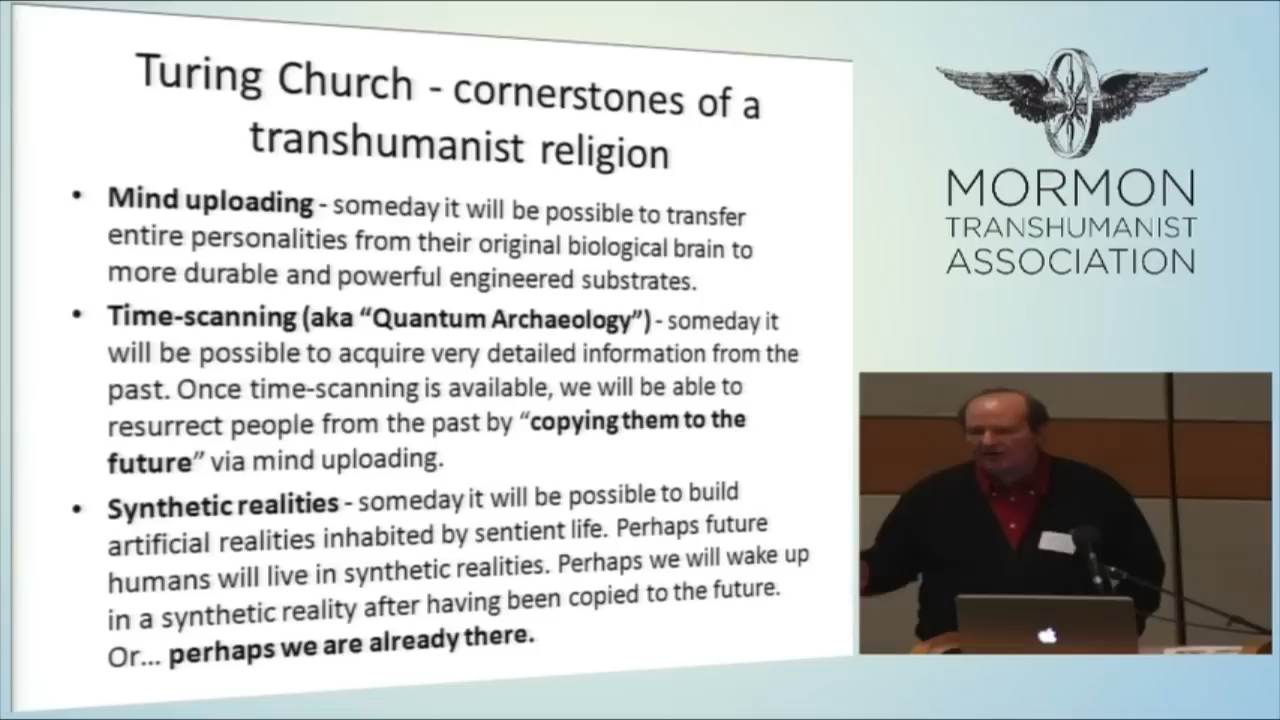 Turing Church - cornerstones of a
transhumanist religion
• Mind uploading - someday it will be possible to transfer
entire personalities from their original biological brain to
more durable and powerful engineered substrates.
• Time-scanning (aka “Quantum Archaeology”) - someday it
will be possible to acquire very detailed information from the
past. Once time-scanning is available, we will be able to
resurrect people from the past by “copying them to the
future” via mind uploading.
• Synthetic realities - someday it will be possible to build
artificial realities inhabited by sentient life. Perhaps future
humans will live in synthetic realities. Perhaps we will wake up
in a synthetic reality after having been copied to the future.
Or... perhaps we are already there.
MORMON
TRANSHUMANIST
ASSOCIATION